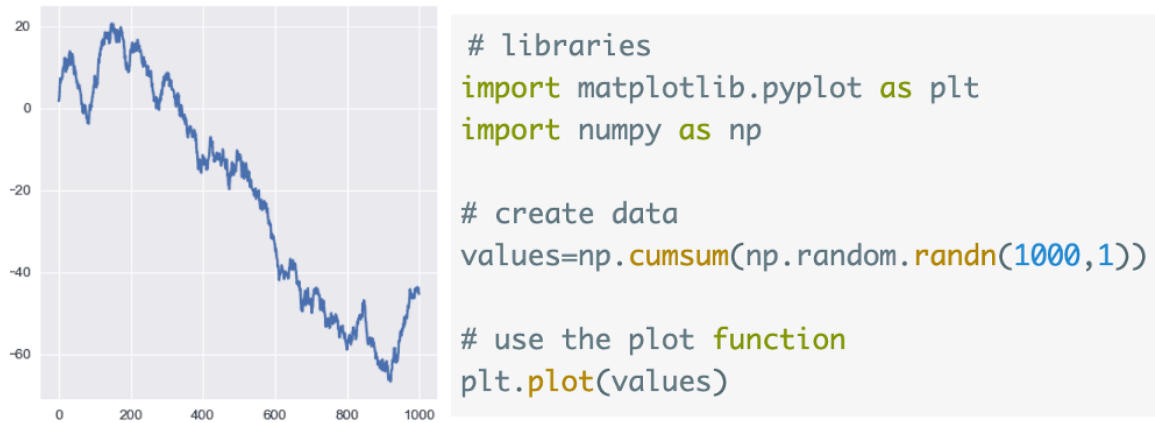 20
0
-20
-40
-60
0 200 400 600 800 1000
# libraries
import matplotlib.pyplot as plt
import numpy as np
# create data
values=np.cumsum(np.random.randn(1000,1))
# use the plot function
plt.plot(values)